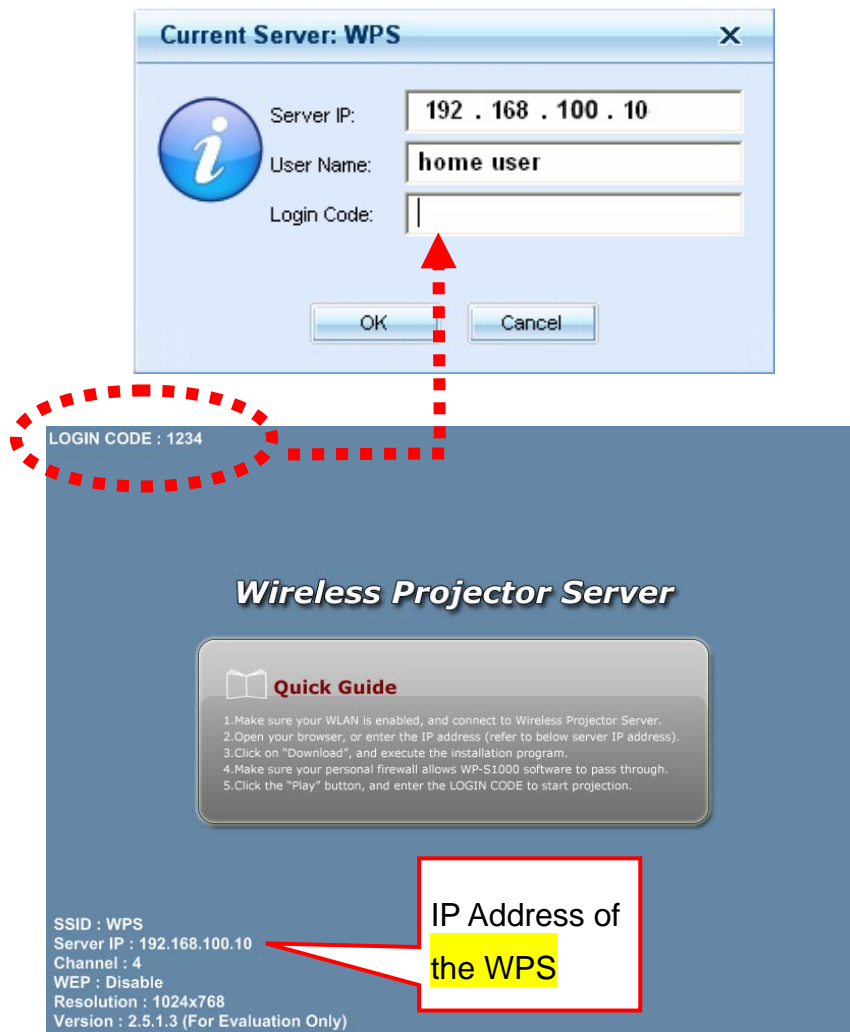 Current Server: WPS X
Server IP: 192 . 168 . 100 . 10
User Name: home user
Login Code:
OK Cancel
LOGIN CODE : 1234
Wireless Projector Server
Quick Guide
1.Make sure your WLAN is enabled, and connect to Wireless Projector Server.
2.Open your browser, or enter the IP address (refer to below server IP address).
3.Click on "Download", and execute the installation program.
4.Make sure your personal firewall allows WP-S1000 software to pass through.
5.Click the "Play" button, and enter the LOGIN CODE to start projection.
IP Address of
the WPS
SSID : WPS
Server IP : 192.168.100.10
Channel : 4
WEP : Disable
Resolution : 1024x768
Version : 2.5.1.3 (For Evaluation Only)